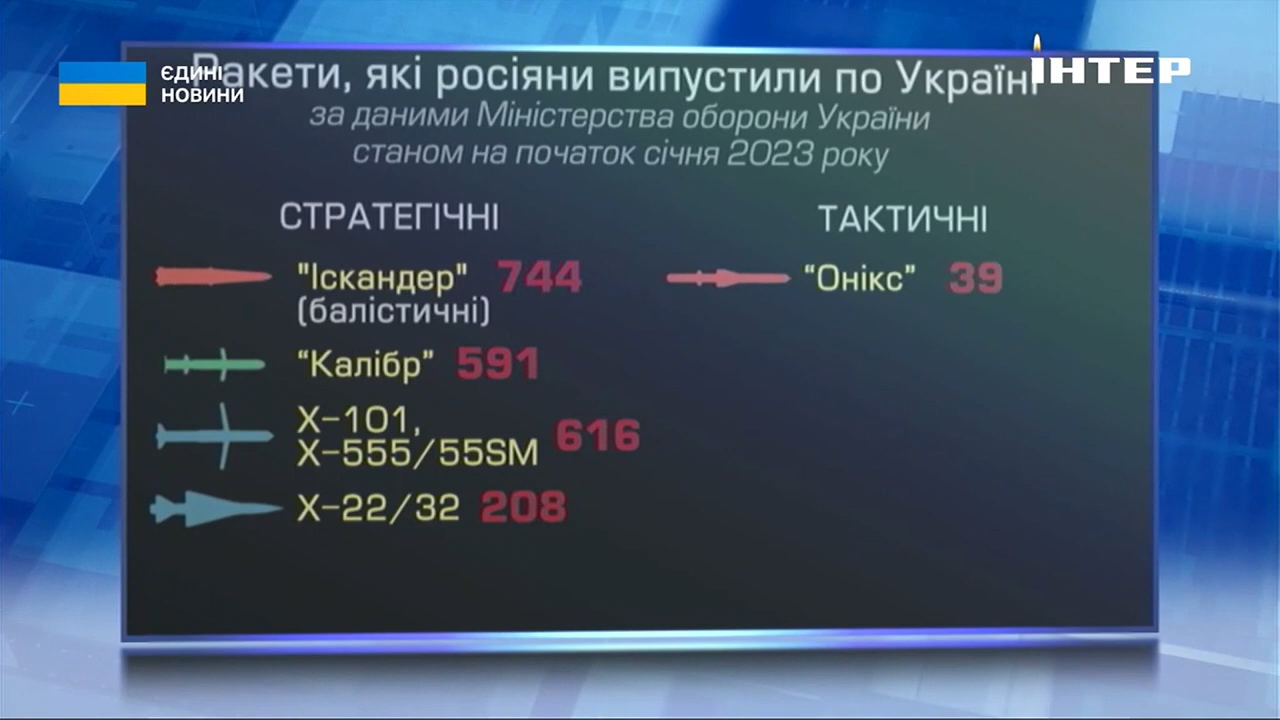 ЄДИНІ
НОВИНИ
ІНТЕР
Ракети, які росіяни випустили по Україні
за даними Міністерства оборони України
станом на початок січня 2023 року
СТРАТЕГІЧНІ
"Іскандер" 744
(балістичні)
“Калібр” 591
Х-101,
Х-555/55SM 616
Х-22/32 208
ТАКТИЧНІ
“Онікс” 39